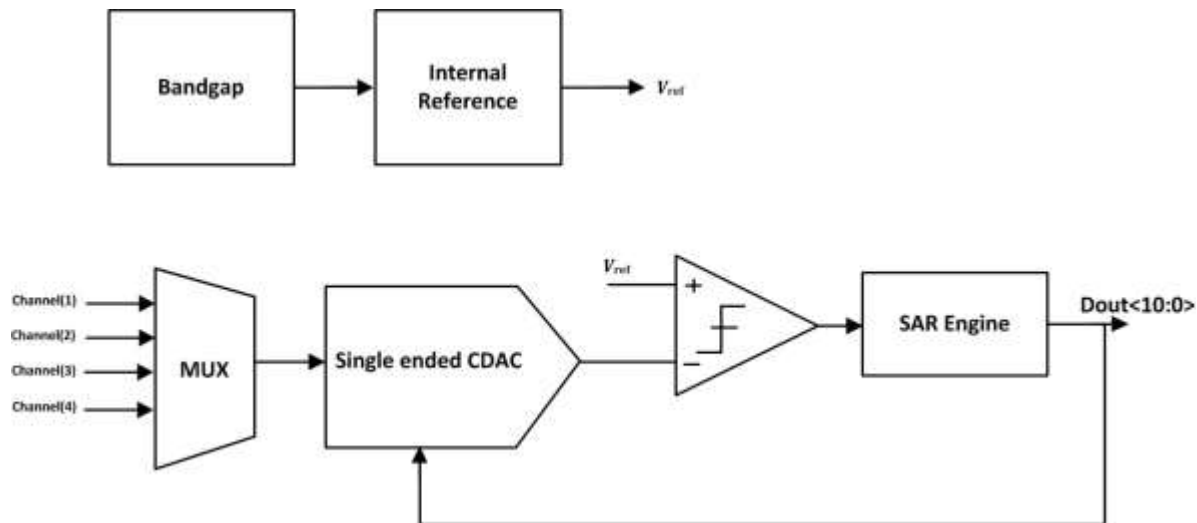 Bandgap
Internal
Reference
Vref
Channel(1)
Channel(2)
Channel(3)
Channel(4)
MUX
Single ended CDAC
Vref
+
−
SAR Engine
Dout<10:0>